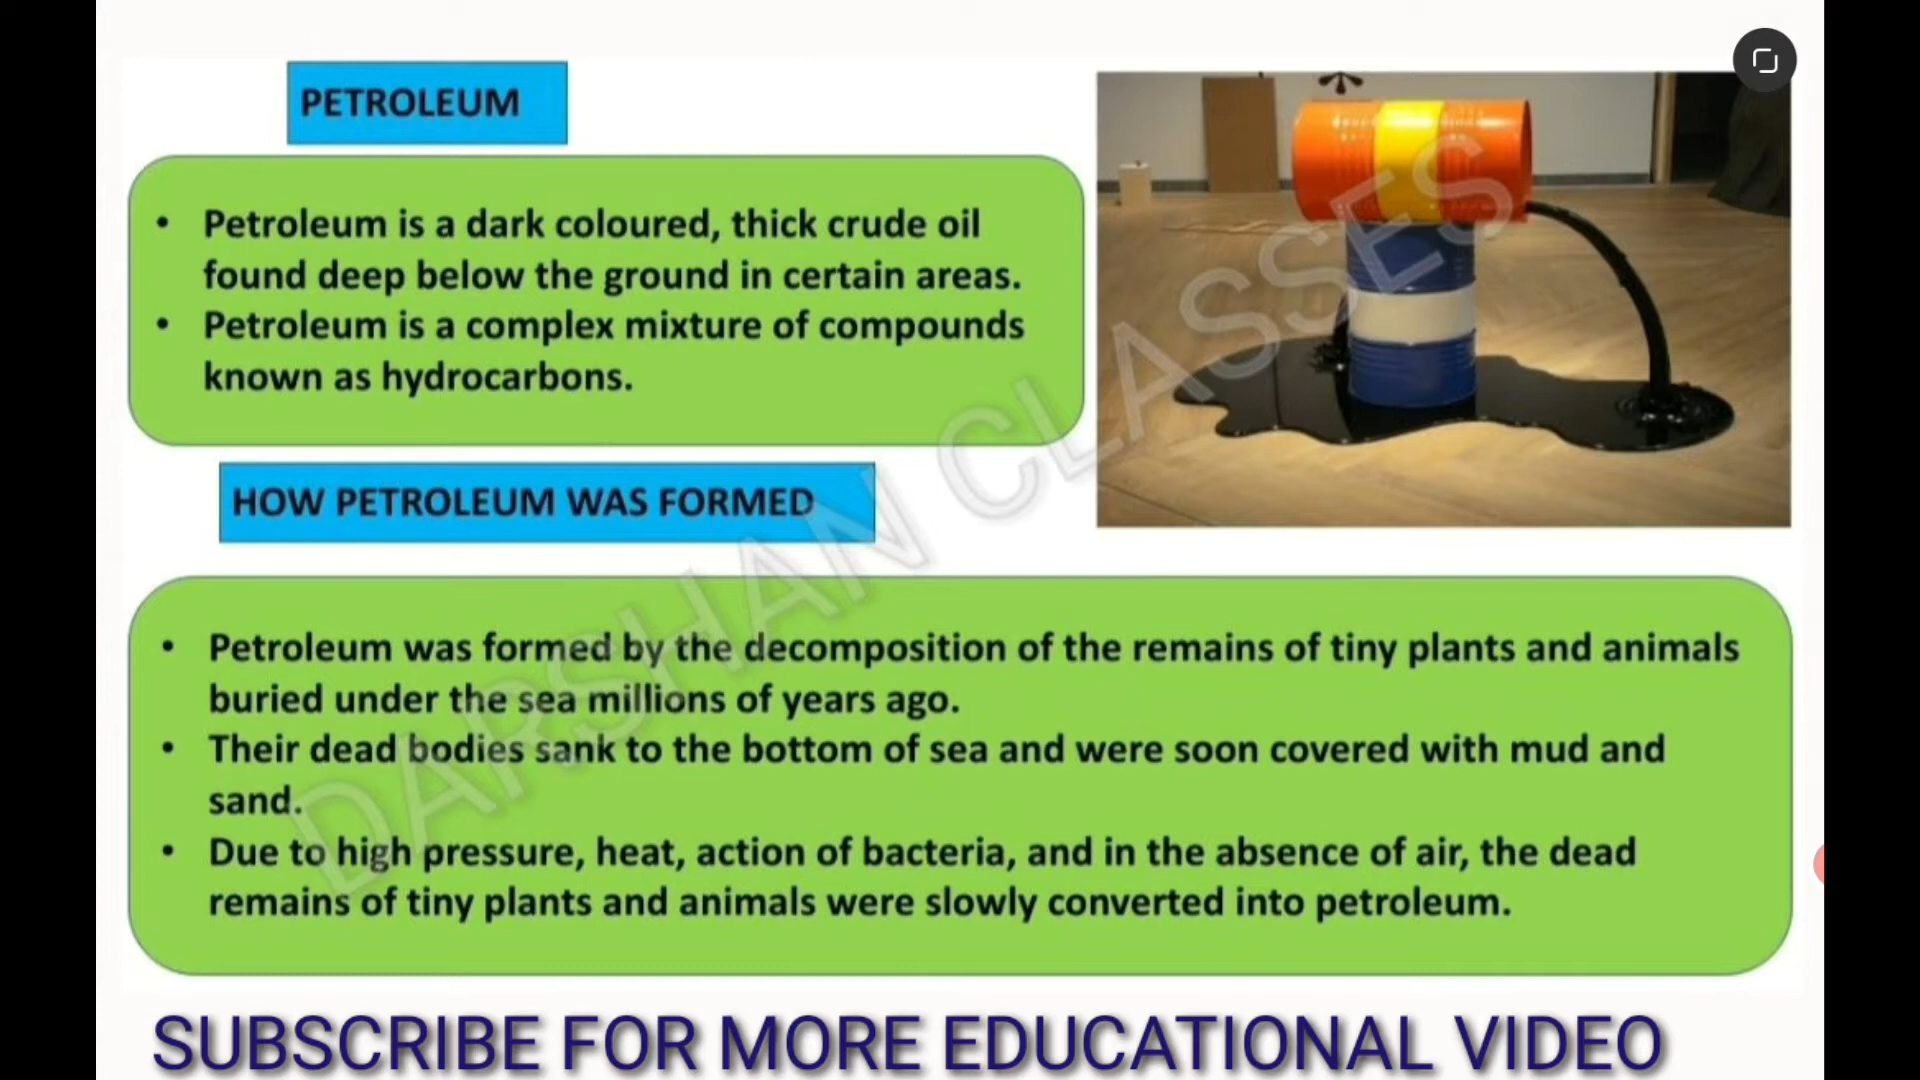 PETROLEUM
• Petroleum is a dark coloured, thick crude oil
found deep below the ground in certain areas.
• Petroleum is a complex mixture of compounds
known as hydrocarbons.
HOW PETROLEUM WAS FORMED
• Petroleum was formed by the decomposition of the remains of tiny plants and animals
buried under the sea millions of years ago.
• Their dead bodies sank to the bottom of sea and were soon covered with mud and
sand.
• Due to high pressure, heat, action of bacteria, and in the absence of air, the dead
remains of tiny plants and animals were slowly converted into petroleum.
DARSHAN CLASSES
SUBSCRIBE FOR MORE EDUCATIONAL VIDEO